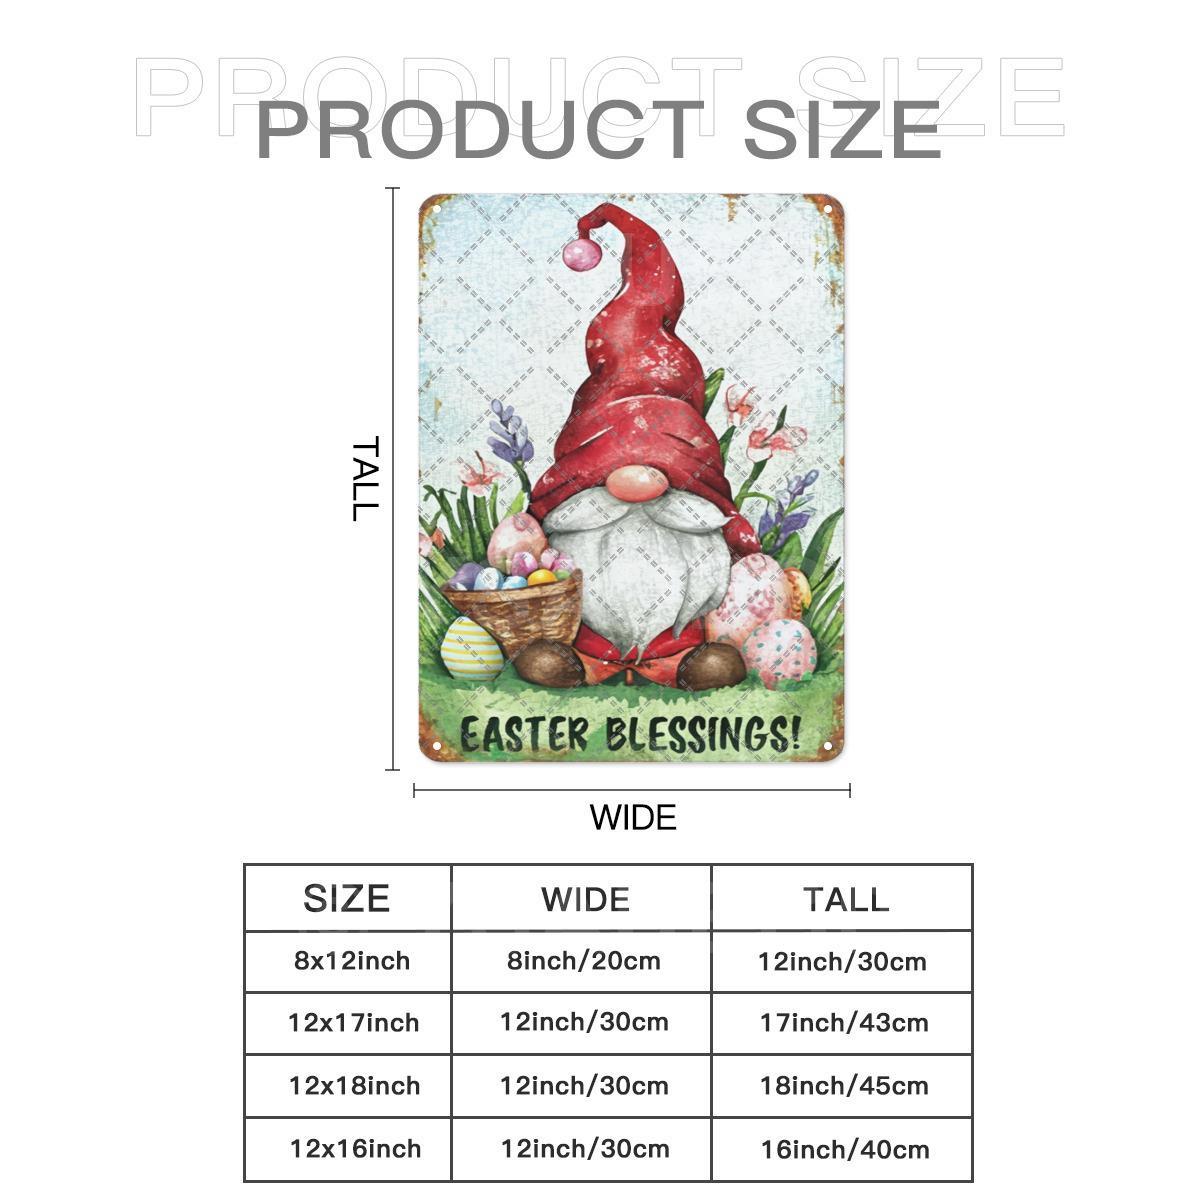 PRODUCT SIZE
PRODUCT SIZE
TALL
EASTER BLESSINGS!
WIDE
SIZE WIDE TALL
8x12inch 8inch/20cm 12inch/30cm
12x17inch 12inch/30cm 17inch/43cm
12x18inch 12inch/30cm 18inch/45cm
12x16inch 12inch/30cm 16inch/40cm